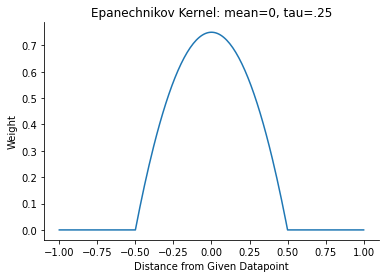 Epanechnikov Kernel: mean=0, tau=.25
Weight
0.7
0.6
0.5
0.4
0.3
0.2
0.1
0.0
−1.00 −0.75 −0.50 −0.25 0.00 0.25 0.50 0.75 1.00
Distance from Given Datapoint